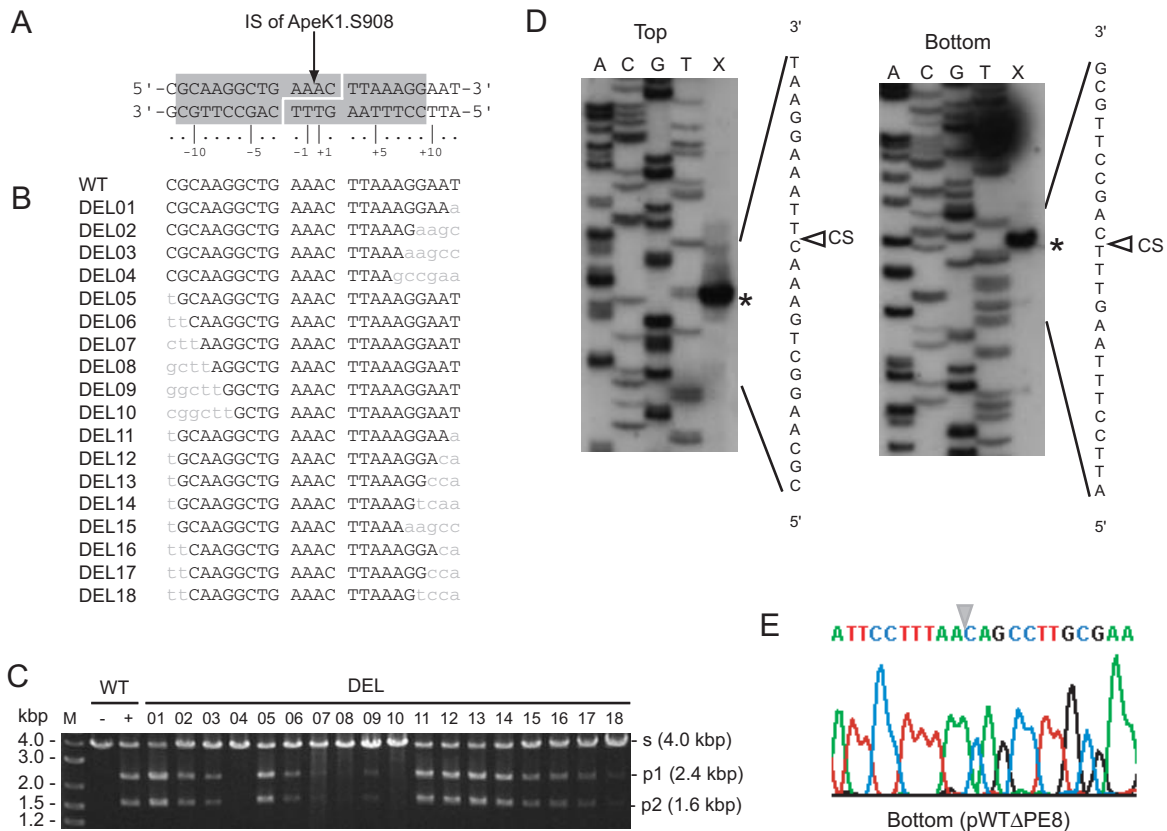 A
IS of ApeK1.S908
5'-CGCAAGGCTG AAAC TTAAAGGAAT-3'
3'-GCGTTCCGAC TTTG AATTTCCTTA
-10 -5 -1 +1 +5 +10
B
WT CGCAAGGCTG AAAC TTAAAGGAAT
DEL01 CGCAAGGCTG AAAC TTAAAGGAAa
DEL02 CGCAAGGCTG AAAC TTAAAGaagc
DEL03 CGCAAGGCTG AAAC TTAAAaagcc
DEL04 CGCAAGGCTG AAAC TTAAgccgaa
DEL05 tGCAAGGCTG AAAC TTAAAGGAAT
DEL06 ttCAAGGCTG AAAC TTAAAGGAAT
DEL07 cttAAGGCTG AAAC TTAAAGGAAT
DEL08 gcttAGGCTG AAAC TTAAAGGAAT
DEL09 ggcttGGCTG AAAC TTAAAGGAAT
DEL10 cggcttGCTG AAAC TTAAAGGAAT
DEL11 tGCAAGGCTG AAAC TTAAAGGAAa
DEL12 tGCAAGGCTG AAAC TTAAAGGAca
DEL13 tGCAAGGCTG AAAC TTAAAGGcca
DEL14 tGCAAGGCTG AAAC TTAAAGtcaa
DEL15 tGCAAGGCTG AAAC TTAAAaagcc
DEL16 ttCAAGGCTG AAAC TTAAAGGAca
DEL17 ttCAAGGCTG AAAC TTAAAGGcca
DEL18 ttCAAGGCTG AAAC TTAAAGtcca
C
WT DEL
kbp M - + 01 02 03 04 05 06 07 08 09 10 11 12 13 14 15 16 17 18
4.0
3.0
2.0
1.5
1.2
s (4.0 kbp)
p1 (2.4 kbp)
p2 (1.6 kbp)
D
Top
A C G T X
*
3'
TAAGGAAATTCAAAGTCGGAACGC
5'
CS
Bottom
A C G T X
*
3'
GCGTTCCGACTTTGAATTTCCTTA
5'
CS
E
ATTCCTTTAACAGCCTTGCGAA
Bottom (pWTΔPE8)